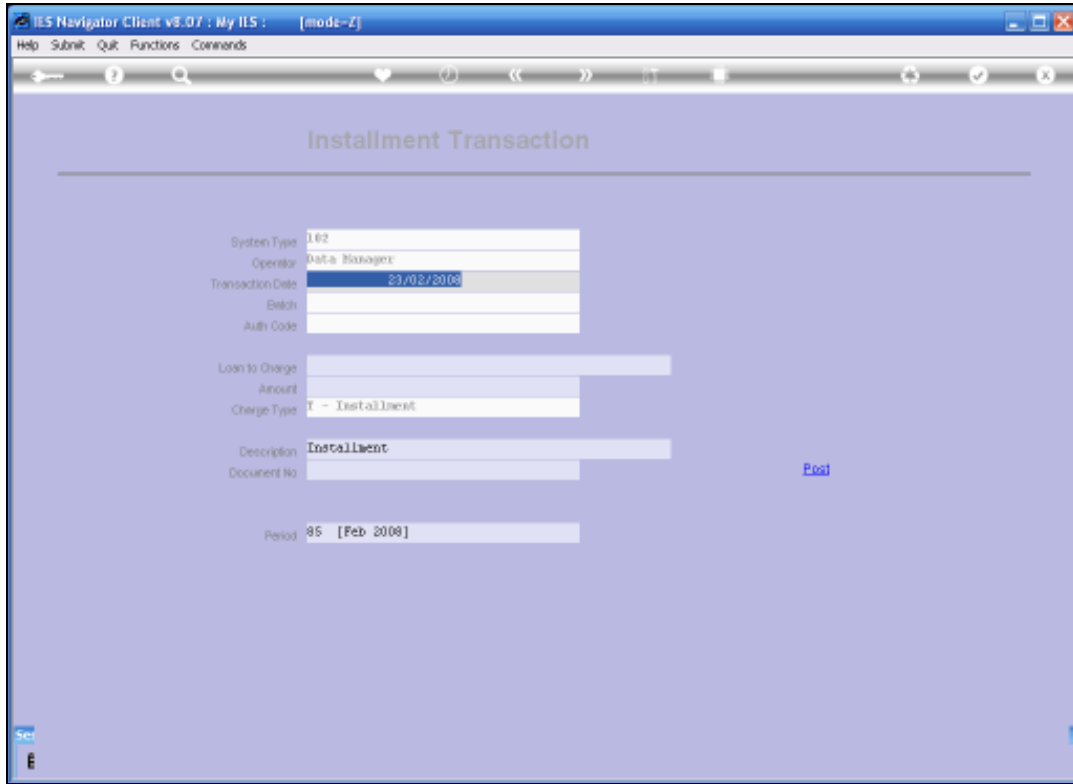 IES Navigator Client v8.07 : My IES : [mode-Z]
Help Submit Quit Functions Commands
Installment Transaction
System Type 102
Operator Data Manager
Transaction Date 23/02/2008
Batch
Auth Code
Loan to Charge
Amount
Charge Type T - Installment
Description Installment
Document No
Post
Period 85 [Feb 2008]